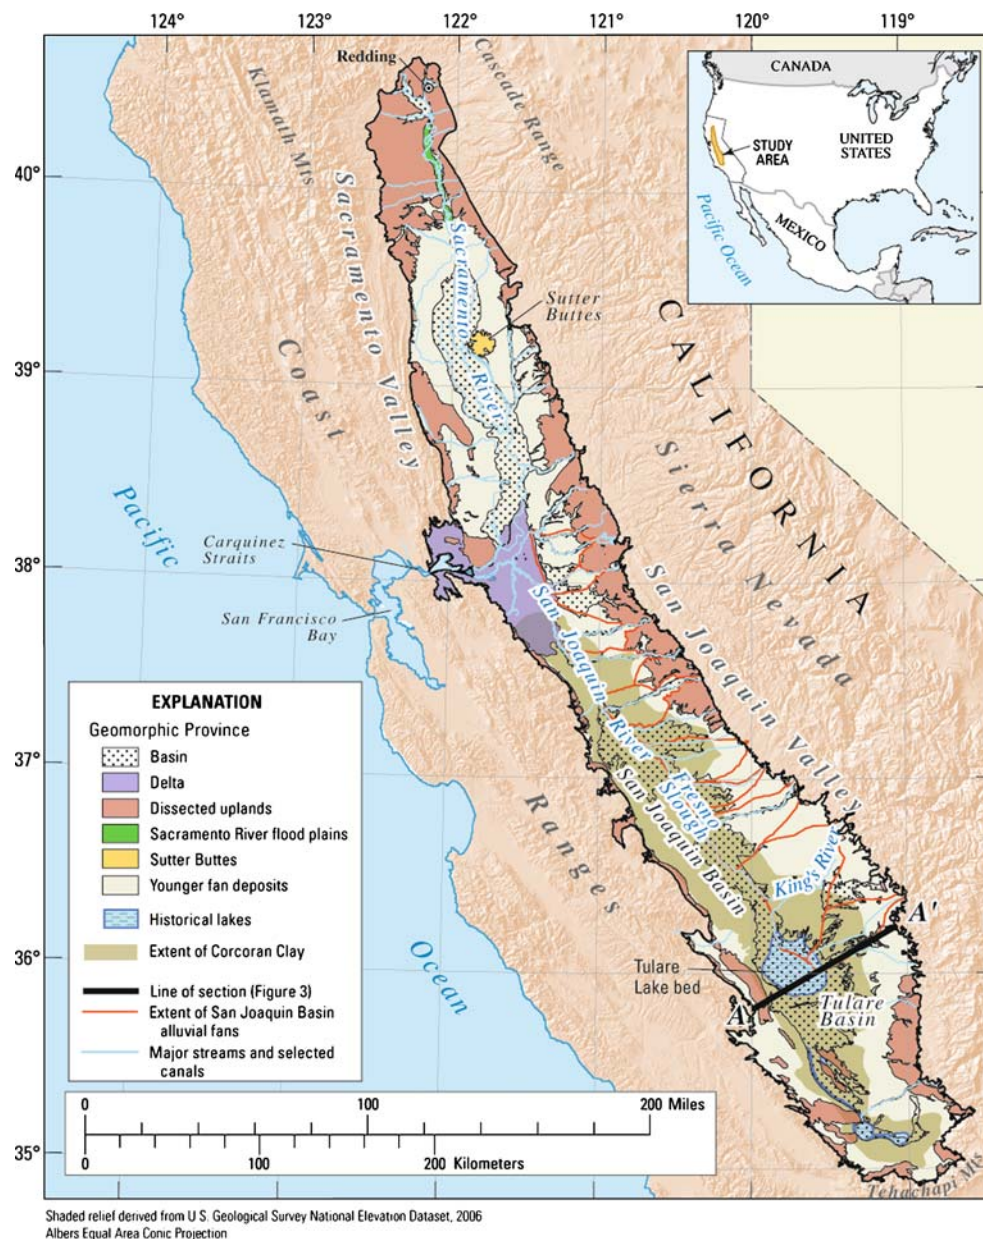 124° 123° 122° 121° 120° 119°
Redding
Klamath Mts
Cascade Range
CANADA
UNITED
STATES
STUDY
AREA
MEXICO
Pacific Ocean
40°
Sacramento Valley
Sacramento
River
Sutter
Buttes
39°
Coast
Ranges
CALIFORNIA
Sierra Nevada
Pacific
Ocean
Carquinez
Straits
38°
San Francisco
Bay
San Joaquin Valley
San Joaquin River
EXPLANATION
Geomorphic Province
Basin
Delta
Dissected uplands
Sacramento River flood plains
Sutter Buttes
Younger fan deposits
Historical lakes
Extent of Corcoran Clay
Line of section (Figure 3)
Extent of San Joaquin Basin
alluvial fans
Major streams and selected
canals
37°
Fresno
Slough
San Joaquin Basin
King's River
A'
36°
Tulare
Lake bed
A
Tulare
Basin
0 100 200 Miles
0 100 200 Kilometers
35°
Tehachapi Mts
Shaded relief derived from U S. Geological Survey National Elevation Dataset, 2006
Albers Equal Area Conic Projection